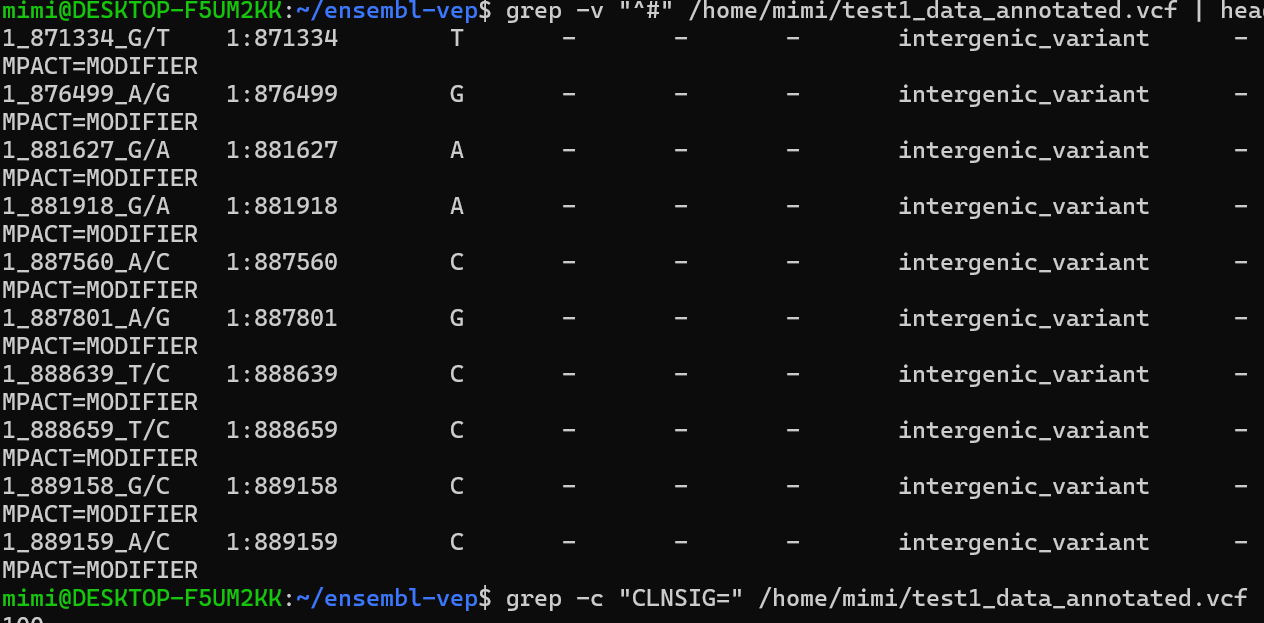 mimi@DESKTOP-F5UM2KK:~/ensembl-vep$ grep -v "^#" /home/mimi/test1_data_annotated.vcf | head
1_871334_G/T    1:871334        T       -       -       -       intergenic_variant      -
MPACT=MODIFIER
1_876499_A/G    1:876499        G       -       -       -       intergenic_variant      -
MPACT=MODIFIER
1_881627_G/A    1:881627        A       -       -       -       intergenic_variant      -
MPACT=MODIFIER
1_881918_G/A    1:881918        A       -       -       -       intergenic_variant      -
MPACT=MODIFIER
1_887560_A/C    1:887560        C       -       -       -       intergenic_variant      -
MPACT=MODIFIER
1_887801_A/G    1:887801        G       -       -       -       intergenic_variant      -
MPACT=MODIFIER
1_888639_T/C    1:888639        C       -       -       -       intergenic_variant      -
MPACT=MODIFIER
1_888659_T/C    1:888659        C       -       -       -       intergenic_variant      -
MPACT=MODIFIER
1_889158_G/C    1:889158        C       -       -       -       intergenic_variant      -
MPACT=MODIFIER
1_889159_A/C    1:889159        C       -       -       -       intergenic_variant      -
MPACT=MODIFIER
mimi@DESKTOP-F5UM2KK:~/ensembl-vep$ grep -c "CLNSIG=" /home/mimi/test1_data_annotated.vcf